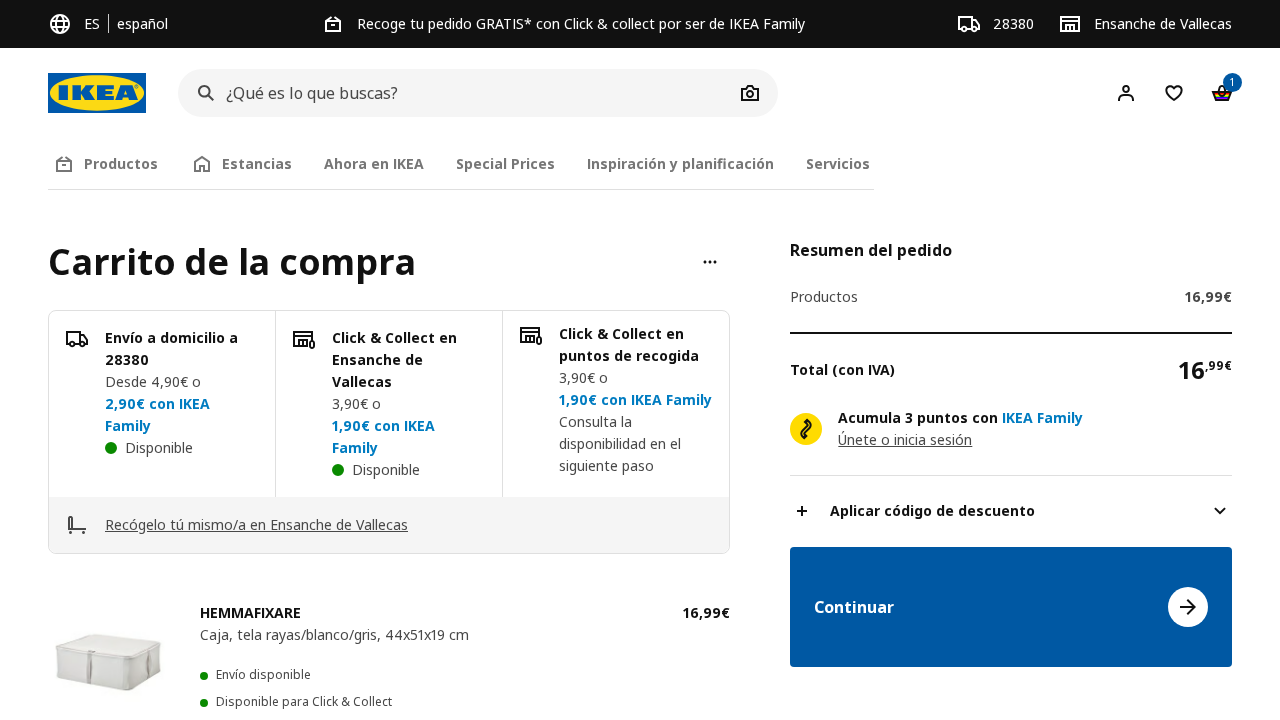 ES español
Recoge tu pedido GRATIS* con Click & collect por ser de IKEA Family
28380
Ensanche de Vallecas
IKEA
¿Qué es lo que buscas?
1
Productos
Estancias
Ahora en IKEA
Special Prices
Inspiración y planificación
Servicios
Carrito de la compra
Envío a domicilio a
28380
Desde 4,90€ o
2,90€ con IKEA
Family
Disponible
Click & Collect en
Ensanche de
Vallecas
3,90€ o
1,90€ con IKEA
Family
Disponible
Click & Collect en
puntos de recogida
3,90€ o
1,90€ con IKEA Family
Consulta la
disponibilidad en el
siguiente paso
Recógelo tú mismo/a en Ensanche de Vallecas
HEMMAFIXARE
16,99€
Caja, tela rayas/blanco/gris, 44x51x19 cm
Envío disponible
Disponible para Click & Collect
Resumen del pedido
Productos 16,99€
Total (con IVA) 16,99€
Acumula 3 puntos con IKEA Family
Únete o inicia sesión
Aplicar código de descuento
Continuar